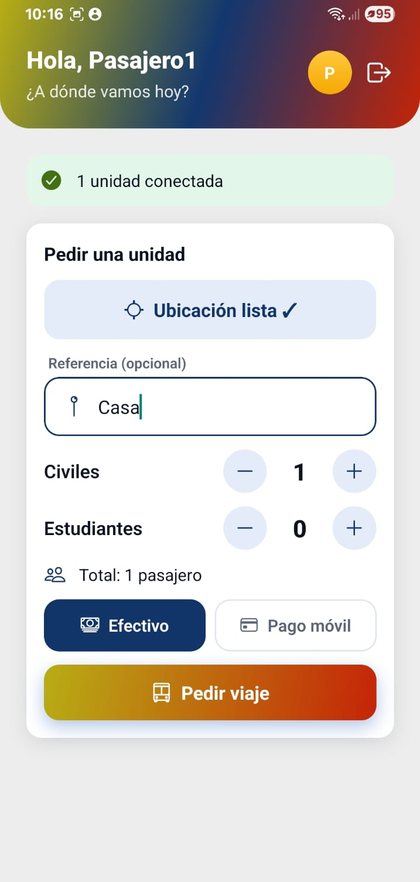 10:16 95
Hola, Pasajero1
¿A dónde vamos hoy?
P
1 unidad conectada
Pedir una unidad
Ubicación lista ✓
Referencia (opcional)
Casa
Civiles − 1 +
Estudiantes − 0 +
Total: 1 pasajero
Efectivo Pago móvil
Pedir viaje